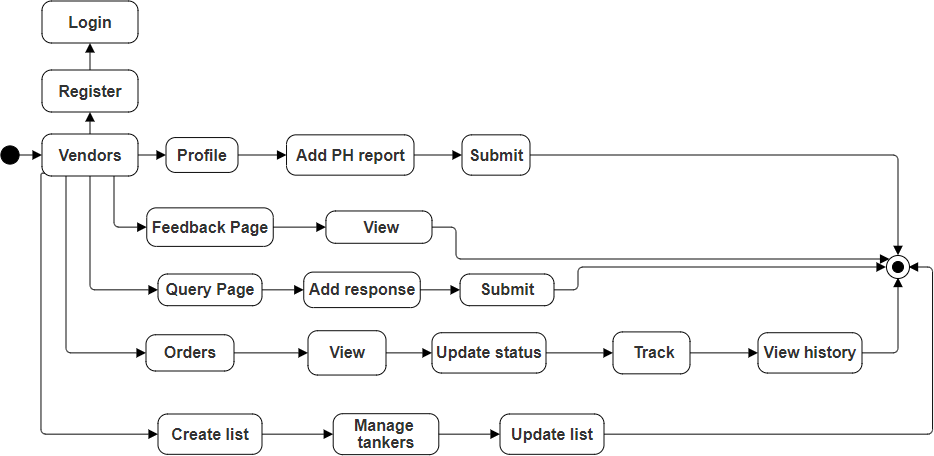 Login
Register
Vendors
Profile
Add PH report
Submit
Feedback Page
View
Query Page
Add response
Submit
Orders
View
Update status
Track
View history
Create list
Manage
tankers
Update list